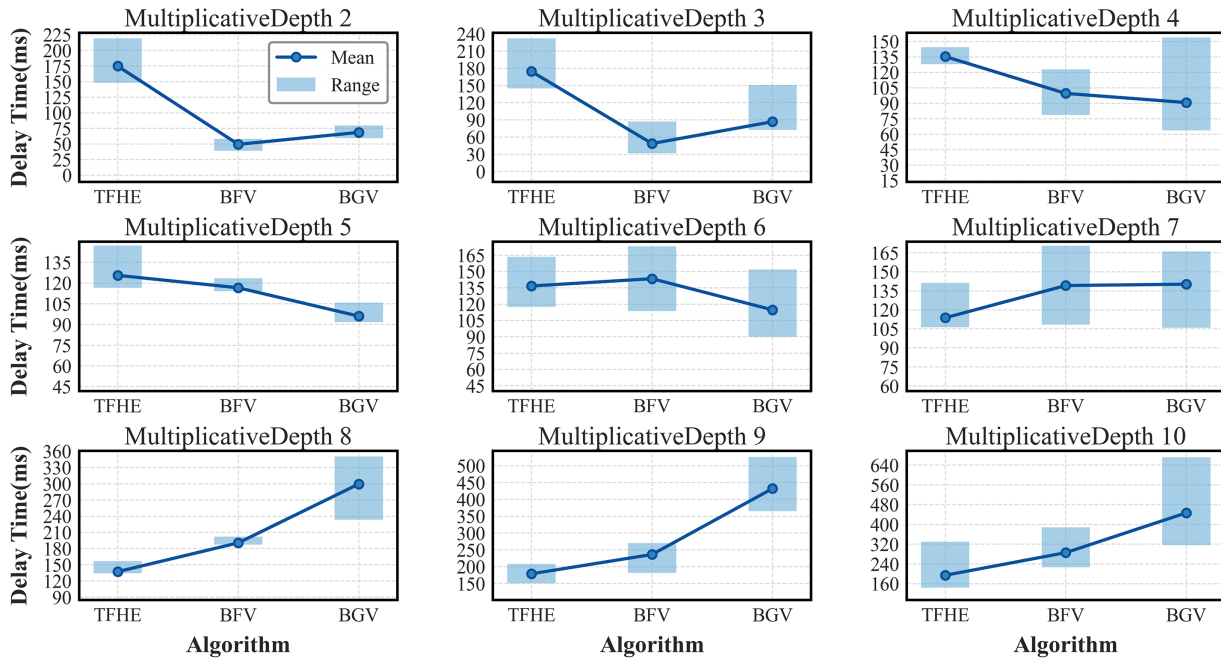 MultiplicativeDepth 2
Delay Time(ms)
225
200
175
150
125
100
75
50
25
0
Mean
Range
TFHE
BFV
BGV
MultiplicativeDepth 3
240
210
180
150
120
90
60
30
0
TFHE
BFV
BGV
MultiplicativeDepth 4
150
135
120
105
90
75
60
45
30
15
TFHE
BFV
BGV
MultiplicativeDepth 5
Delay Time(ms)
135
120
105
90
75
60
45
TFHE
BFV
BGV
MultiplicativeDepth 6
165
150
135
120
105
90
75
60
45
TFHE
BFV
BGV
MultiplicativeDepth 7
165
150
135
120
105
90
75
60
TFHE
BFV
BGV
MultiplicativeDepth 8
Delay Time(ms)
360
330
300
270
240
210
180
150
120
90
TFHE
BFV
BGV
Algorithm
MultiplicativeDepth 9
500
450
400
350
300
250
200
150
TFHE
BFV
BGV
Algorithm
MultiplicativeDepth 10
640
560
480
400
320
240
160
TFHE
BFV
BGV
Algorithm